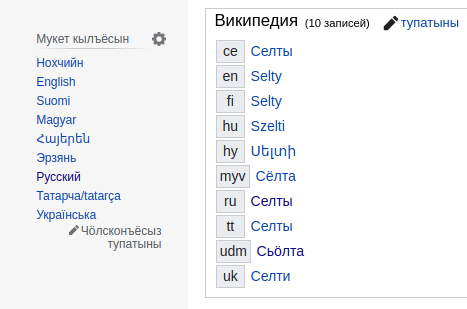 Мукет кылъёсын
Нохчийн
English
Suomi
Magyar
Հայերեն
Эрзянь
Русский
Татарча/tatarça
Українська
Чӧлсконъёсыз
тупатыны
Википедия (10 записей) тупатыны
ce Селты
en Selty
fi Selty
hu Szelti
hy Սելտի
myv Сёлта
ru Селты
tt Селты
udm Сьӧлта
uk Селти